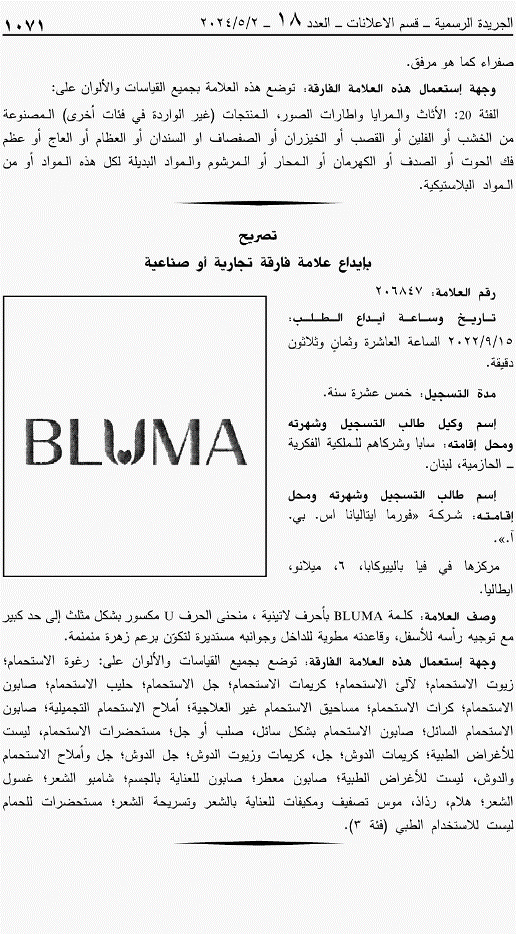 الجريدة الرسمية ــ قسم الاعلانات ــ العدد ١٨ ــ ٢٠٢٤/٥/٢
١٠٧١
صفراء كما هو مرفق.
وجهة إستعمال هذه العلامة الفارقة: توضع هذه العلامة بجميع القياسات والألوان على:
الفئة 20: الأثاث والمرايا واطارات الصور، المنتجات (غير الواردة في فئات أخرى) المصنوعة
من الخشب أو الفلين أو القصب أو الخيزران أو الصفصاف او السندان أو العظام أو العاج أو عظم
فك الحوت أو الصدف أو الكهرمان أو المحار أو المرشوم والمواد البديلة لكل هذه المواد أو من
المواد البلاستيكية.
تصريح
بإيداع علامة فارقة تجارية أو صناعية
رقم العلامة: ٢٠٦٨٤٧
تاريخ وساعة أيداع الطلب:
٢٠٢٢/٩/١٥ الساعة العاشرة وثمانٍ وثلاثون
دقيقة.
مدة التسجيل: خمس عشرة سنة.
إسم وكيل طالب التسجيل وشهرته
ومحل إقامته: سابا وشركاهم للملكية الفكرية
ــ الحازمية، لبنان.
إسم طالب التسجيل وشهرته ومحل
إقامته: شركة «فورما ايتاليانا اس. بي.
آ.».
مركزها في فيا بالييوكابا، ٦، ميلانو،
ايطاليا.
BLUMA
وصف العلامة: كلمة BLUMA بأحرف لاتينية ، منحنى الحرف U مكسور بشكل مثلث إلى حد كبير
مع توجيه رأسه للأسفل، وقاعدته مطوية للداخل وجوانبه مستديرة لتكوّن برعم زهرة منمنمة.
وجهة إستعمال هذه العلامة الفارقة: توضع بجميع القياسات والألوان على: رغوة الاستحمام؛
زيوت الاستحمام؛ لآلئ الاستحمام؛ كريمات الاستحمام؛ جل الاستحمام؛ حليب الاستحمام؛ صابون
الاستحمام؛ كرات الاستحمام؛ مساحيق الاستحمام غير العلاجية؛ أملاح الاستحمام التجميلية؛ صابون
الاستحمام السائل؛ صابون الاستحمام بشكل سائل، صلب أو جل؛ مستحضرات الاستحمام، ليست
للأغراض الطبية؛ كريمات الدوش؛ جل، كريمات وزيوت الدوش؛ جل الدوش؛ جل وأملاح الاستحمام
والدوش، ليست للأغراض الطبية؛ صابون معطر؛ صابون للعناية بالجسم؛ شامبو الشعر؛ غسول
الشعر؛ هلام، رذاذ، موس تصفيف ومكيفات للعناية بالشعر وتسريحة الشعر؛ مستحضرات للحمام
ليست للاستخدام الطبي (فئة ٣).